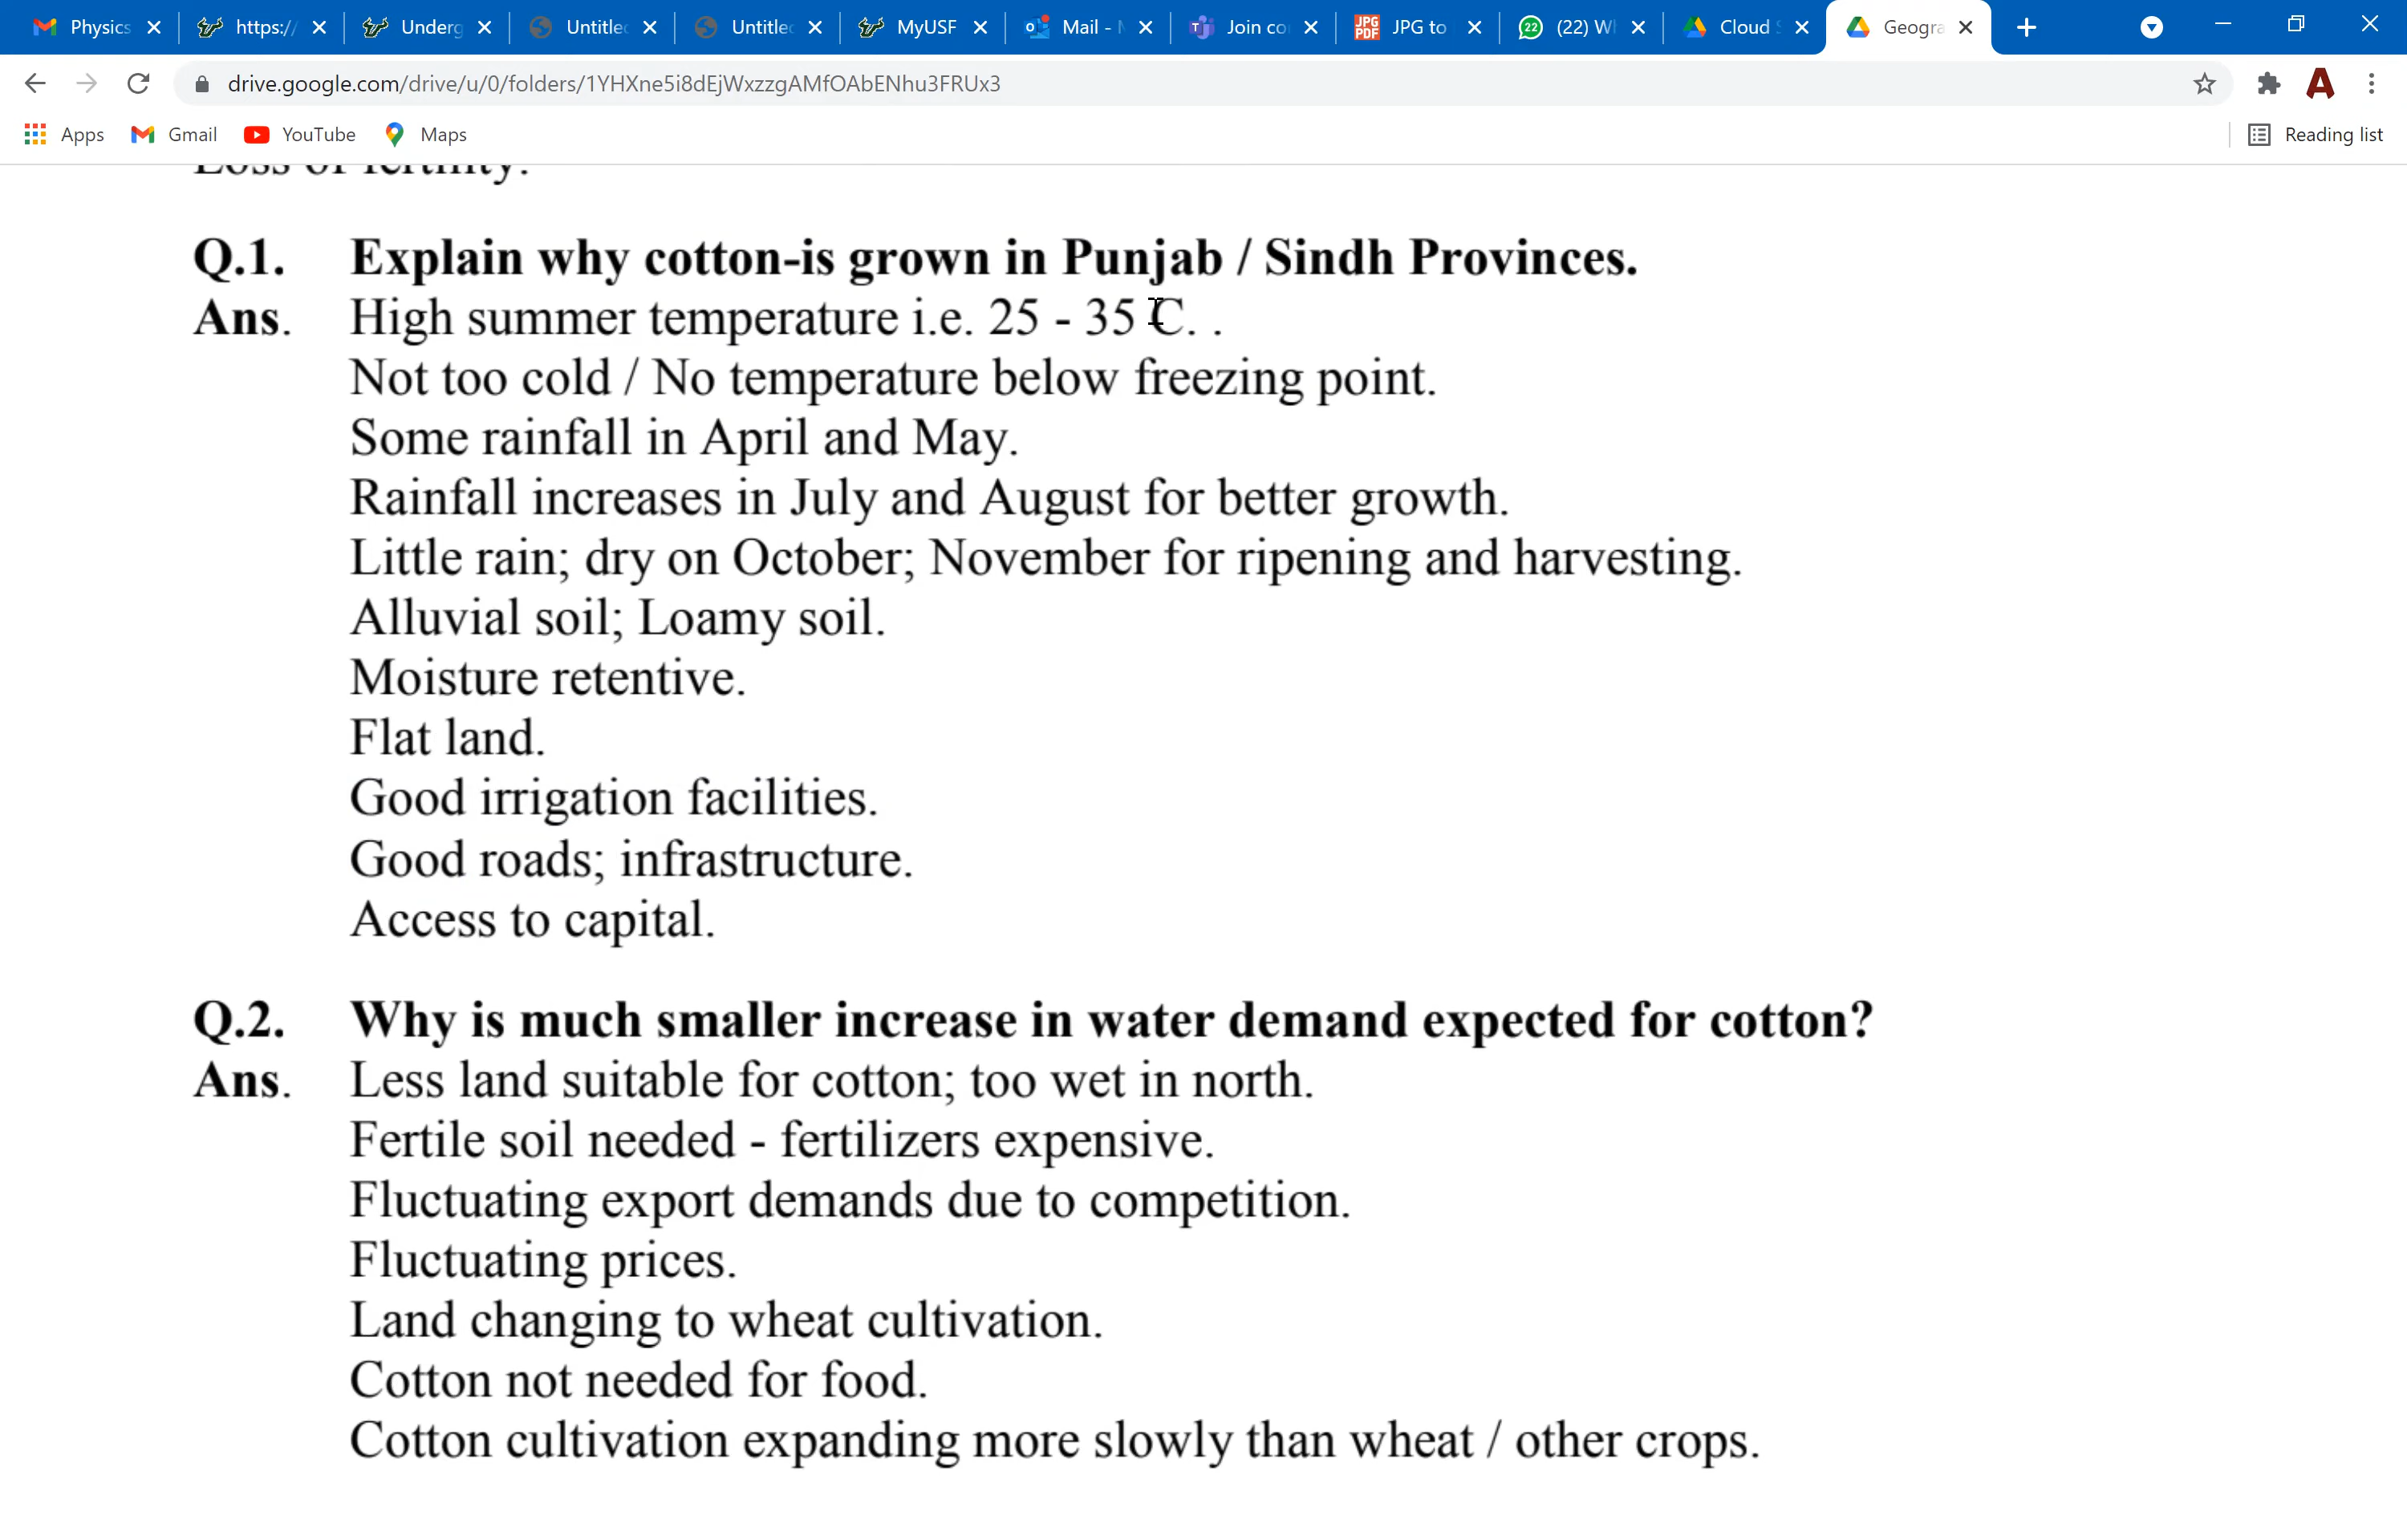 Physics https:// Underg Untitled Untitled MyUSF Mail - Join co JPG to (22) Wh Cloud Geogra
drive.google.com/drive/u/0/folders/1YHXne5i8dEjWxzzgAMfOAbENhu3FRUx3
Apps Gmail YouTube Maps Reading list
Loss of fertility.
Q.1. Explain why cotton-is grown in Punjab / Sindh Provinces.
Ans. High summer temperature i.e. 25 - 35 C. .
Not too cold / No temperature below freezing point.
Some rainfall in April and May.
Rainfall increases in July and August for better growth.
Little rain; dry on October; November for ripening and harvesting.
Alluvial soil; Loamy soil.
Moisture retentive.
Flat land.
Good irrigation facilities.
Good roads; infrastructure.
Access to capital.
Q.2. Why is much smaller increase in water demand expected for cotton?
Ans. Less land suitable for cotton; too wet in north.
Fertile soil needed - fertilizers expensive.
Fluctuating export demands due to competition.
Fluctuating prices.
Land changing to wheat cultivation.
Cotton not needed for food.
Cotton cultivation expanding more slowly than wheat / other crops.